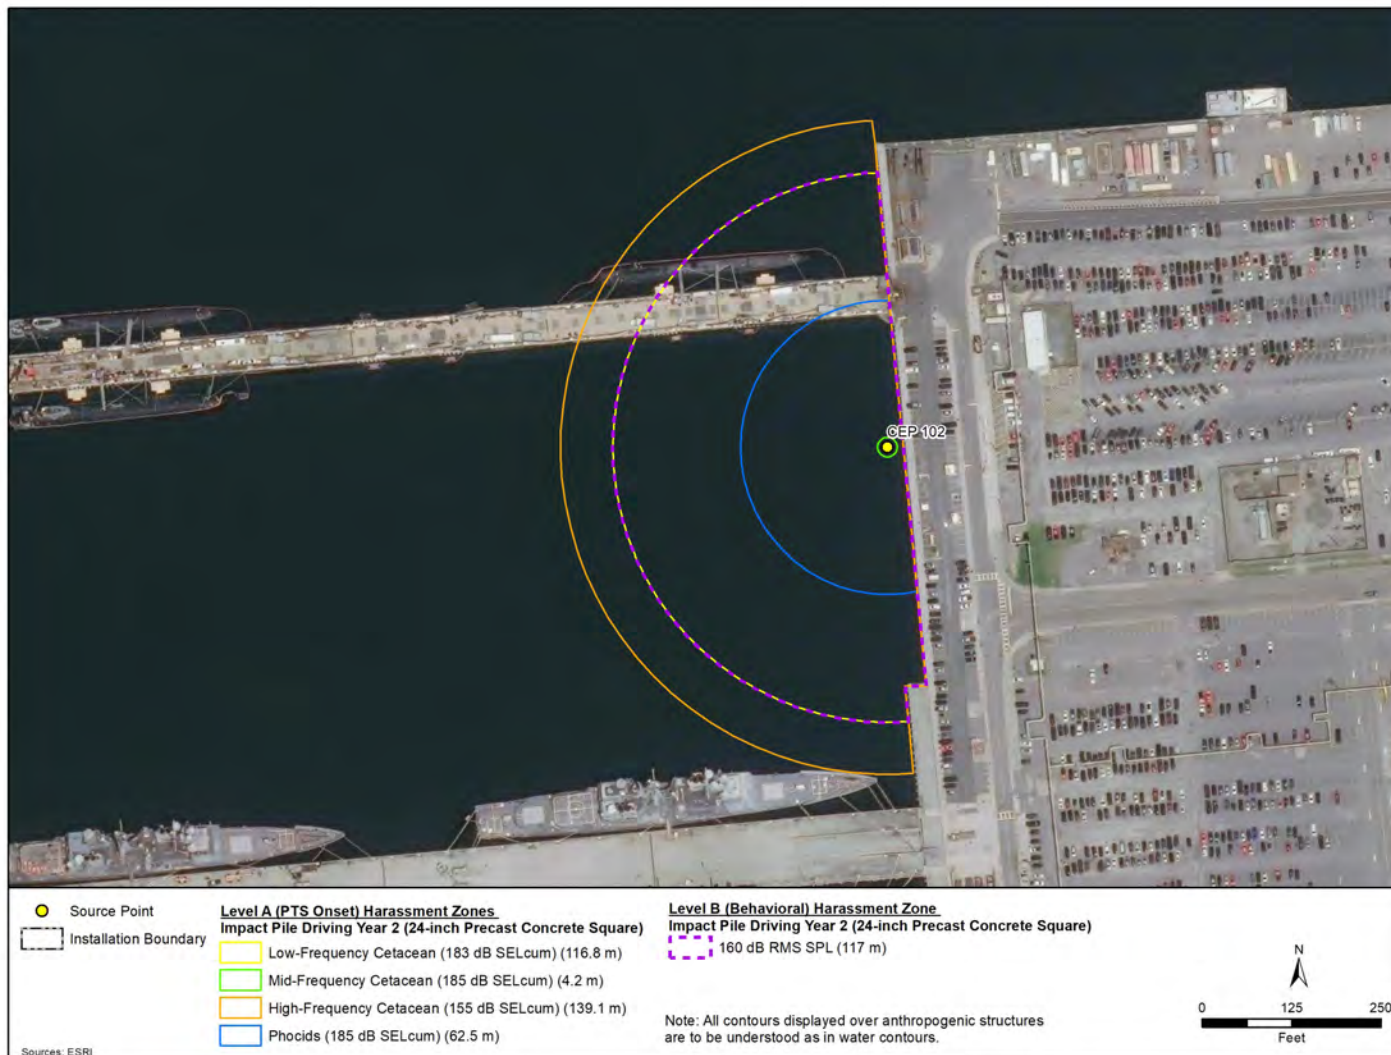 CEP 102
Source Point
Installation Boundary
Level A (PTS Onset) Harassment Zones
Impact Pile Driving Year 2 (24-inch Precast Concrete Square)
Low-Frequency Cetacean (183 dB SELcum) (116.8 m)
Mid-Frequency Cetacean (185 dB SELcum) (4.2 m)
High-Frequency Cetacean (155 dB SELcum) (139.1 m)
Phocids (185 dB SELcum) (62.5 m)
Level B (Behavioral) Harassment Zone
Impact Pile Driving Year 2 (24-inch Precast Concrete Square)
160 dB RMS SPL (117 m)
Note: All contours displayed over anthropogenic structures
are to be understood as in water contours.
N
0 125 250
Feet
Sources: ESRI